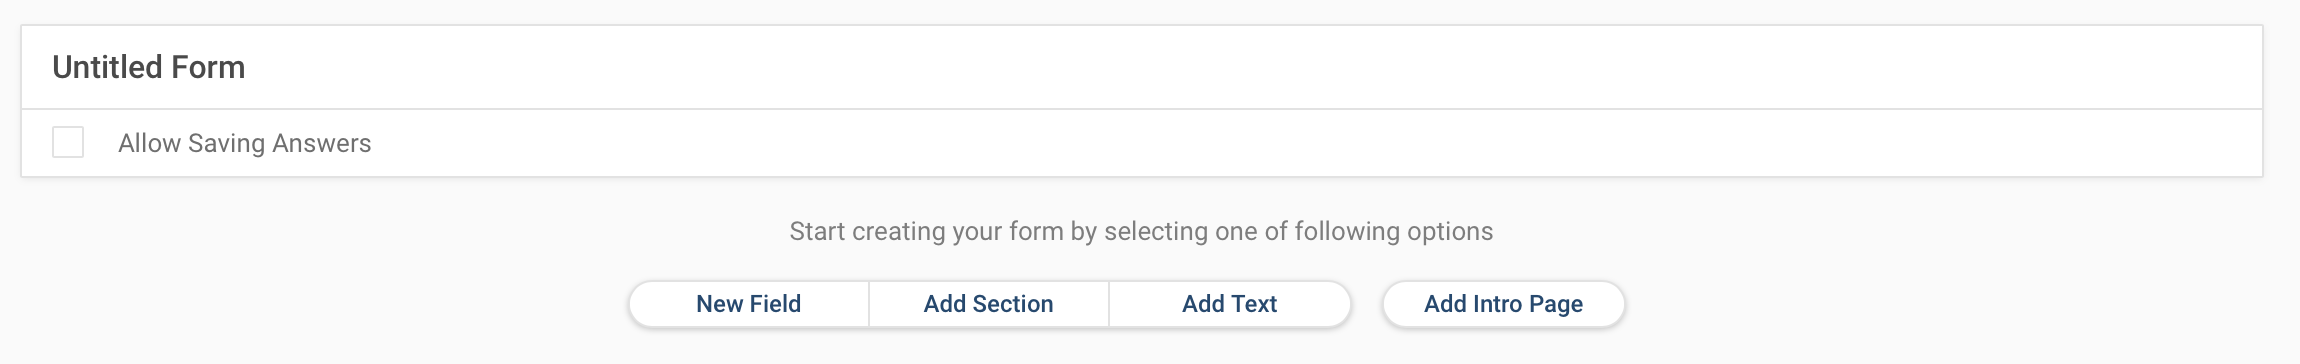 Untitled Form
Allow Saving Answers
Start creating your form by selecting one of following options
New Field Add Section Add Text Add Intro Page